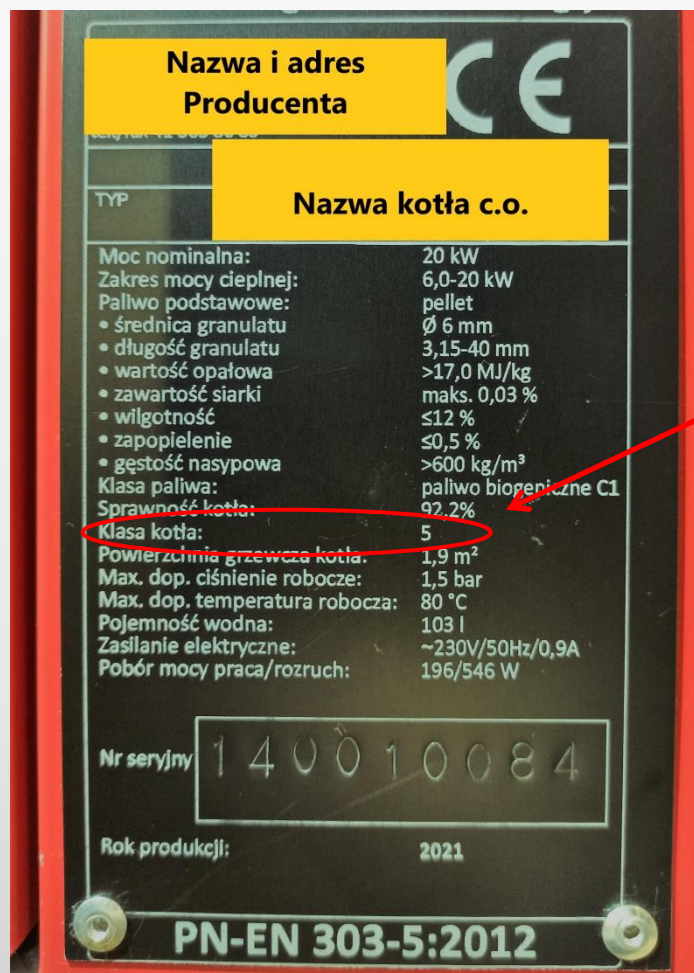 Nazwa i adres
Producenta
CE
TYP
Nazwa kotła c.o.
Moc nominalna: 20 kW
Zakres mocy cieplnej: 6,0-20 kW
Paliwo podstawowe: pellet
• średnica granulatu Ø 6 mm
• długość granulatu 3,15-40 mm
• wartość opałowa >17,0 MJ/kg
• zawartość siarki maks. 0,03 %
• wilgotność ≤12 %
• zapopielenie ≤0,5 %
• gęstość nasypowa >600 kg/m³
Klasa paliwa: paliwo biogeniczne C1
Sprawność kotła: 92,2%
Klasa kotła: 5
Powierzchnia grzewcza kotła: 1,9 m²
Max. dop. ciśnienie robocze: 1,5 bar
Max. dop. temperatura robocza: 80 °C
Pojemność wodna: 103 l
Zasilanie elektryczne: ~230V/50Hz/0,9A
Pobór mocy praca/rozruch: 196/546 W
Nr seryjny 140010084
Rok produkcji: 2021
PN-EN 303-5:2012